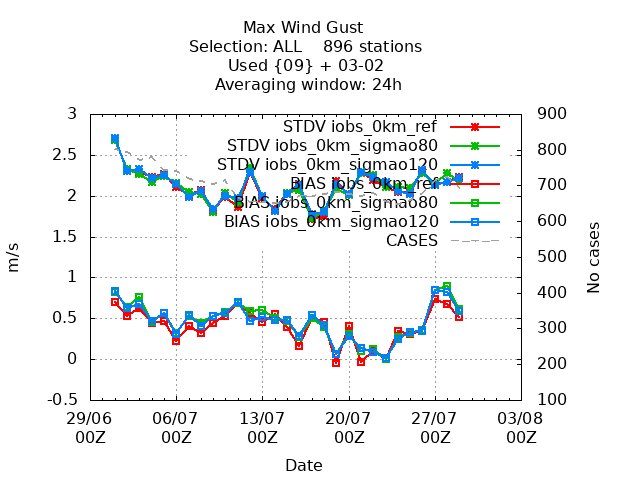 Max Wind Gust
Selection: ALL    896 stations
Used {09} + 03-02
Averaging window: 24h
3
2.5
2
1.5
1
0.5
0
-0.5
900
800
700
600
500
400
300
200
100
STDV iobs_0km_ref
STDV iobs_0km_sigmao80
STDV iobs_0km_sigmao120
BIAS iobs_0km_ref
BIAS iobs_0km_sigmao80
BIAS iobs_0km_sigmao120
CASES
m/s
No cases
29/06 06/07 13/07 20/07 27/07 03/08
00Z 00Z 00Z 00Z 00Z 00Z
Date